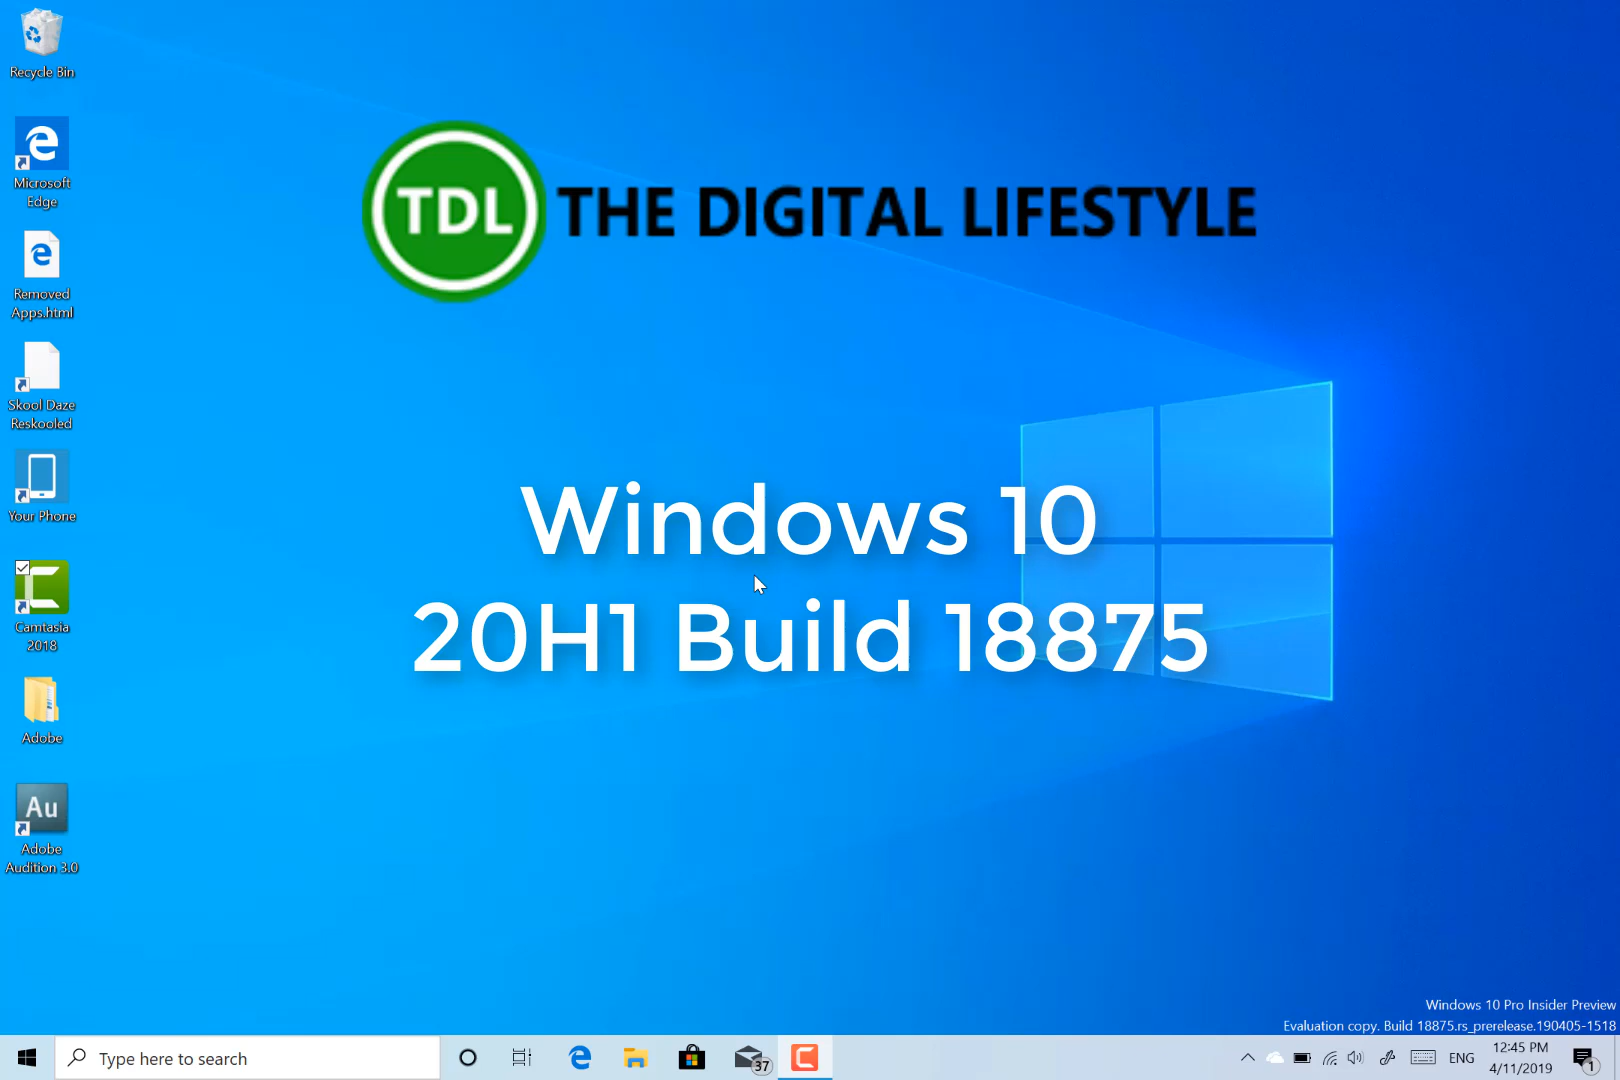 Recycle Bin
Microsoft
Edge
Removed
Apps.html
Skool Daze
Reskooled
Your Phone
Camtasia
2018
Adobe
Au
Adobe
Audition 3.0
TDL THE DIGITAL LIFESTYLE
Windows 10
20H1 Build 18875
Windows 10 Pro Insider Preview
Evaluation copy. Build 18875.rs_prerelease.190405-1518
Type here to search
37
ENG
12:45 PM
4/11/2019
1